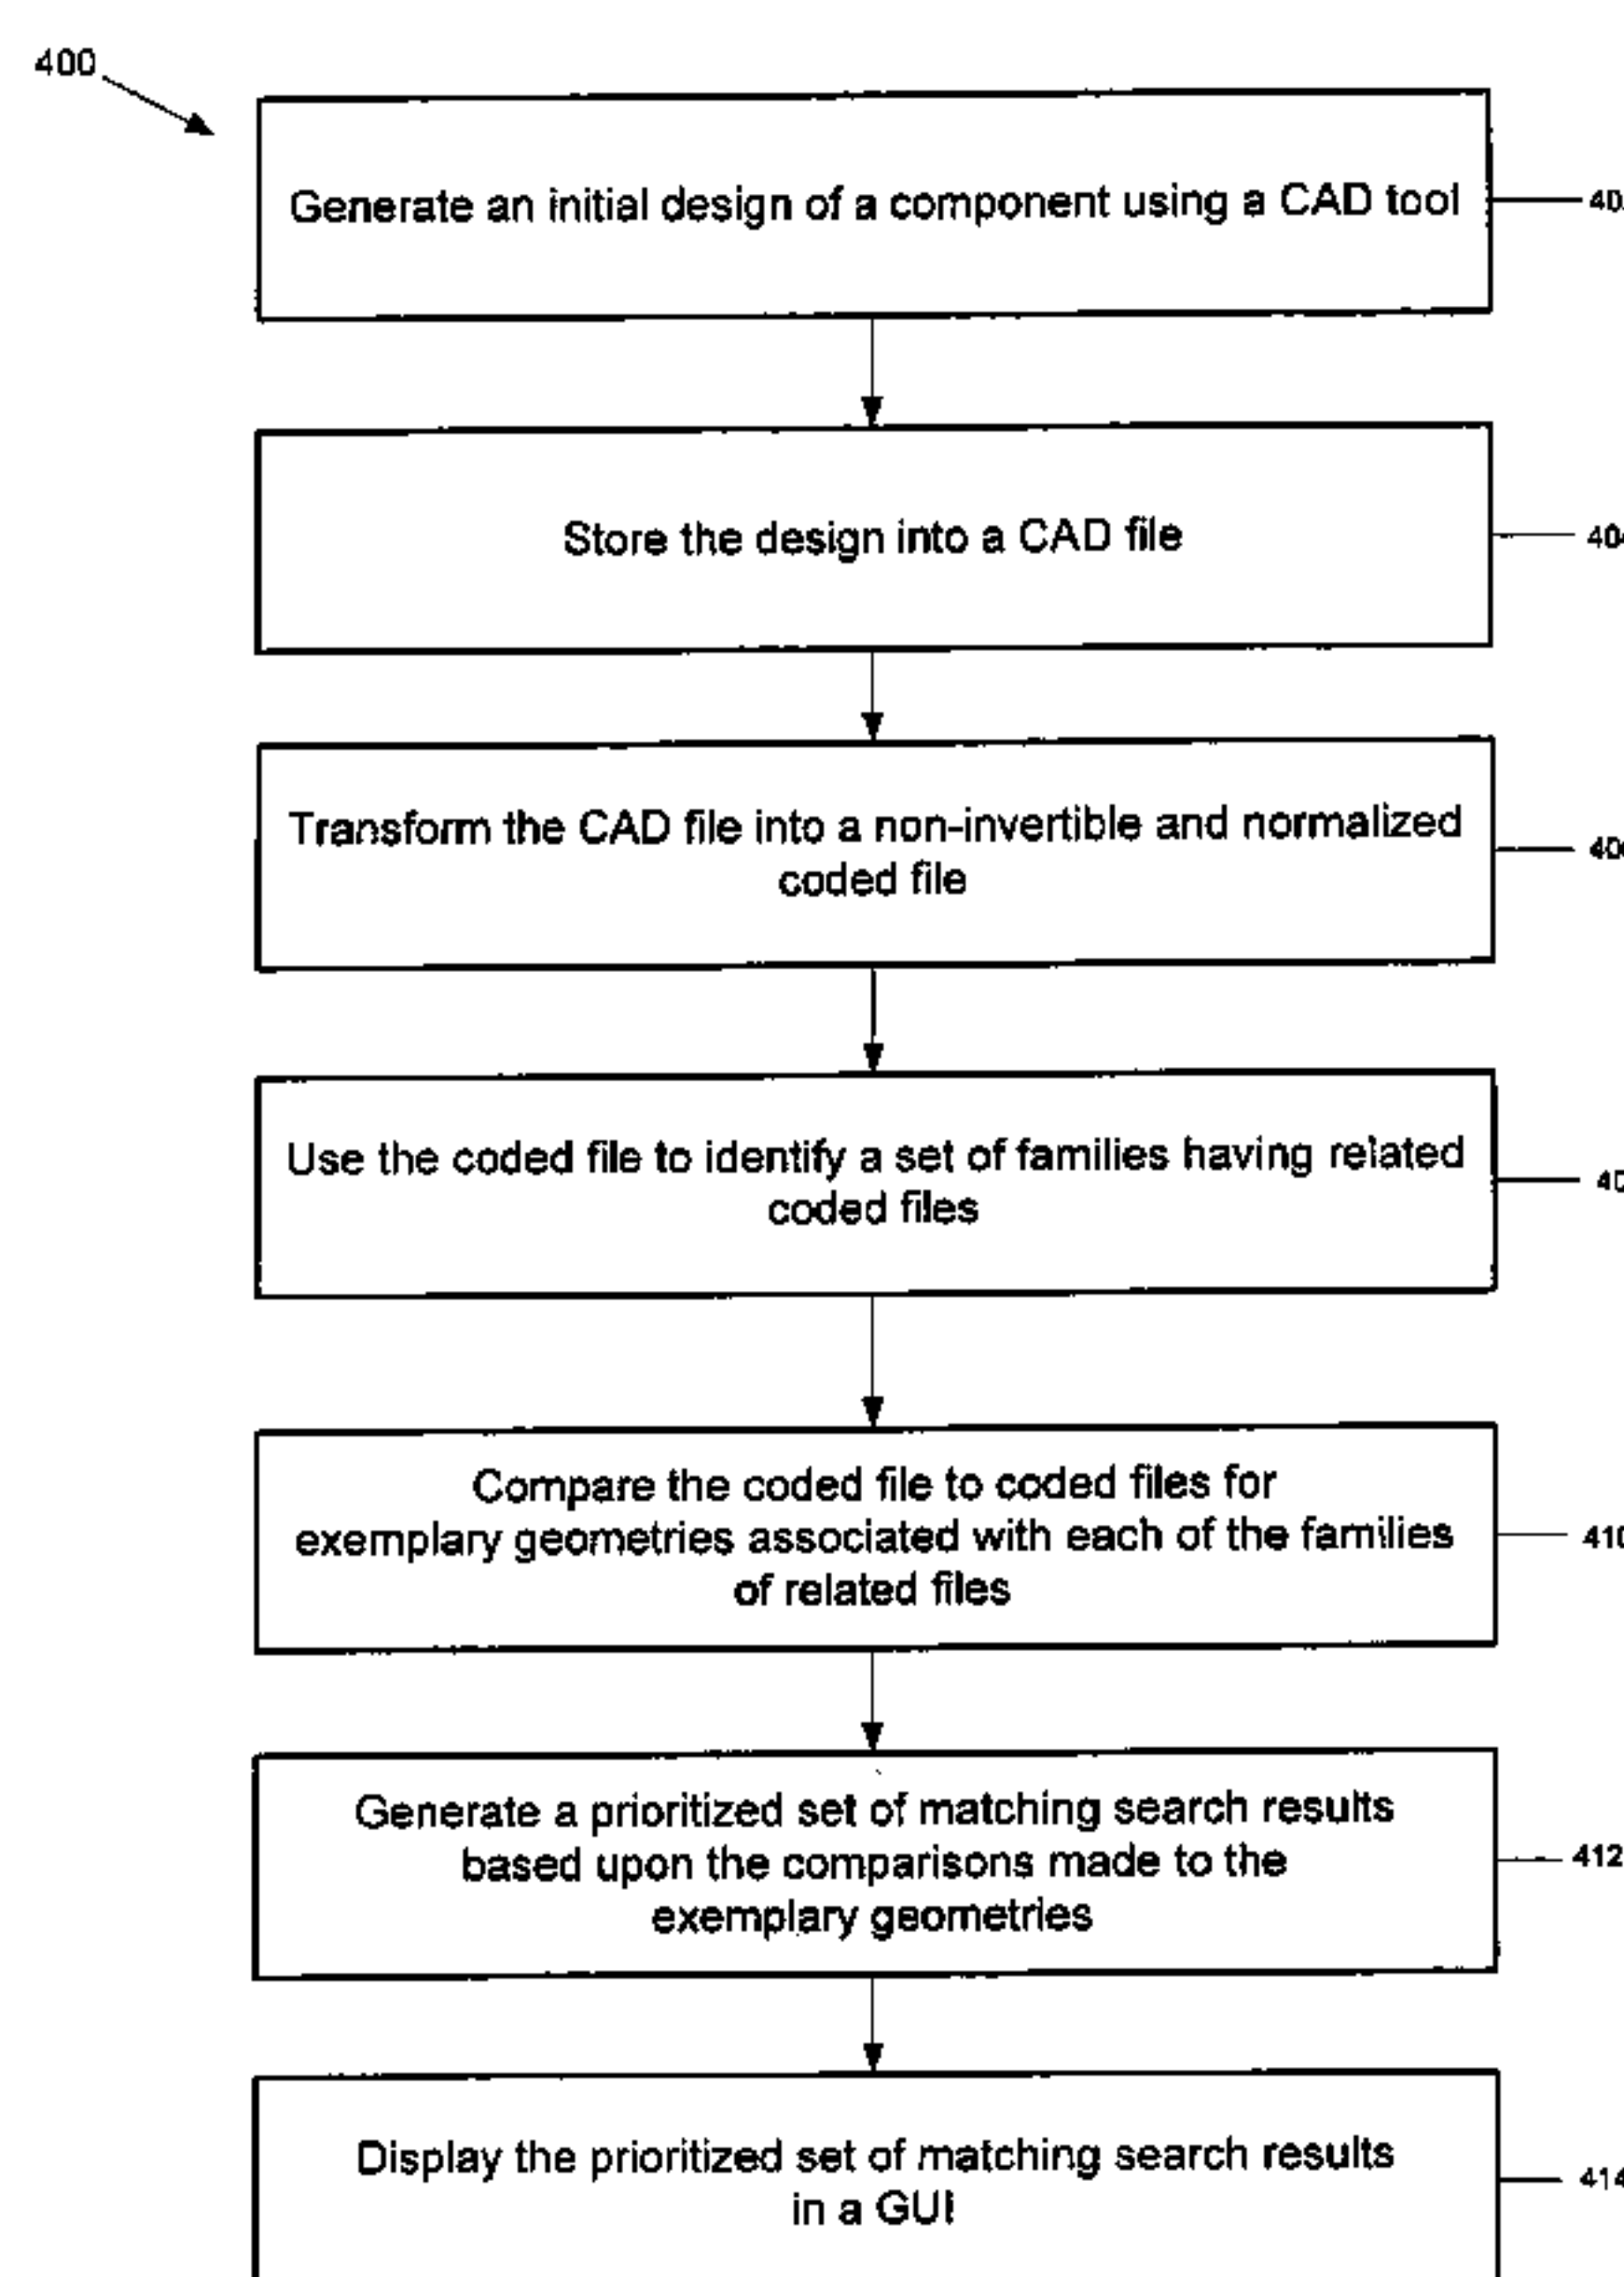 400
Generate an initial design of a component using a CAD tool
Store the design into a CAD file
Transform the CAD file into a non-invertible and normalized
coded file
Use the coded file to identify a set of families having related
coded files
Compare the coded file to coded files for
exemplary geometries associated with each of the families
of related files
410
Generate a prioritized set of matching search results
based upon the comparisons made to the
exemplary geometries
412
Display the prioritized set of matching search results
in a GUI
414